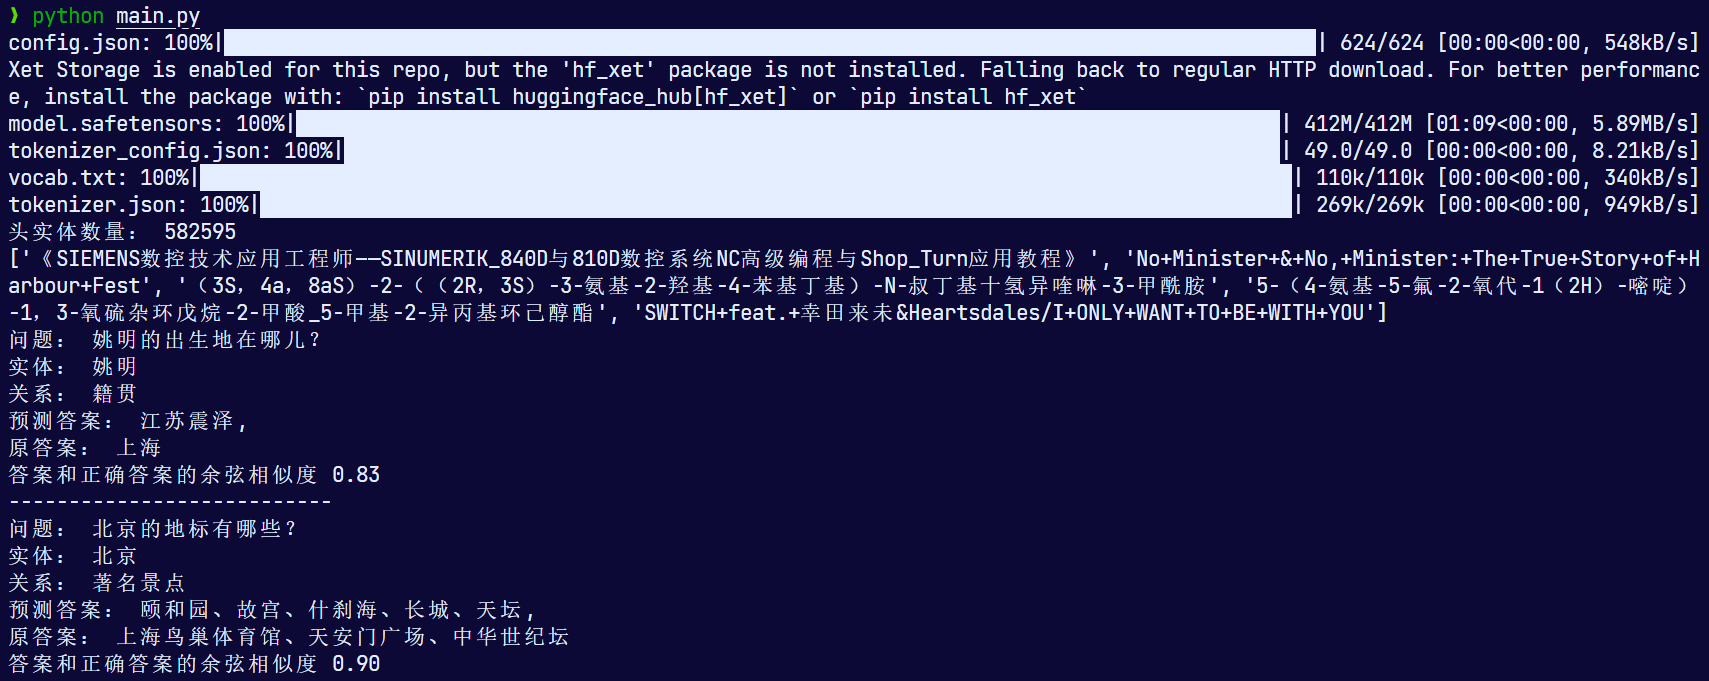 ❯ python main.py
config.json: 100%|                                        | 624/624 [00:00<00:00, 548kB/s]
Xet Storage is enabled for this repo, but the 'hf_xet' package is not installed. Falling back to regular HTTP download. For better performanc
e, install the package with: `pip install huggingface_hub[hf_xet]` or `pip install hf_xet`
model.safetensors: 100%|                                        | 412M/412M [01:09<00:00, 5.89MB/s]
tokenizer_config.json: 100%|                                        | 49.0/49.0 [00:00<00:00, 8.21kB/s]
vocab.txt: 100%|                                        | 110k/110k [00:00<00:00, 340kB/s]
tokenizer.json: 100%|                                        | 269k/269k [00:00<00:00, 949kB/s]
头实体数量： 582595
['《SIEMENS数控技术应用工程师——SINUMERIK_840D与810D数控系统NC高级编程与Shop_Turn应用教程》', 'No+Minister+&+No,+Minister:+The+True+Story+of+H
arbour+Fest', '（3S，4a，8aS）-2-（（2R，3S）-3-氨基-2-羟基-4-苯基丁基）-N-叔丁基十氢异喹啉-3-甲酰胺', '5-（4-氨基-5-氟-2-氧代-1（2H）-嘧啶）
-1，3-氧硫杂环戊烷-2-甲酸_5-甲基-2-异丙基环己醇酯', 'SWITCH+feat.+幸田来未&Heartsdales/I+ONLY+WANT+TO+BE+WITH+YOU']
问题： 姚明的出生地在哪儿？
实体： 姚明
关系： 籍贯
预测答案： 江苏震泽,
原答案： 上海
答案和正确答案的余弦相似度 0.83
---------------------------
问题： 北京的地标有哪些？
实体： 北京
关系： 著名景点
预测答案： 颐和园、故宫、什刹海、长城、天坛,
原答案： 上海鸟巢体育馆、天安门广场、中华世纪坛
答案和正确答案的余弦相似度 0.90